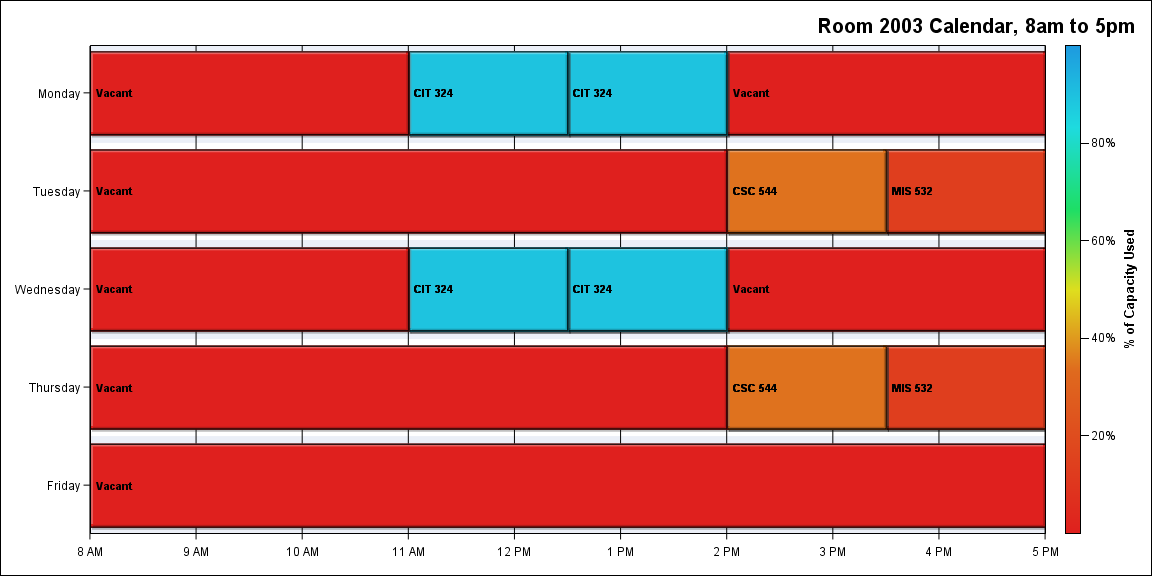 Room 2003 Calendar, 8am to 5pm
Monday
Vacant
CIT 324
CIT 324
Vacant
Tuesday
Vacant
CSC 544
MIS 532
Wednesday
Vacant
CIT 324
CIT 324
Vacant
Thursday
Vacant
CSC 544
MIS 532
Friday
Vacant
8 AM
9 AM
10 AM
11 AM
12 PM
1 PM
2 PM
3 PM
4 PM
5 PM
80%
60%
40%
20%
% of Capacity Used